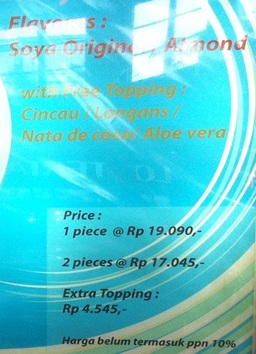 Flavours :
Soya Original, Almond
with Free Topping :
Cincau / Longans /
Nata de coco/ Aloe vera
Price :
1 piece @ Rp 19.090,-
2 pieces @ Rp 17.045,-
Extra Topping :
Rp 4.545,-
Harga belum termasuk ppn 10%